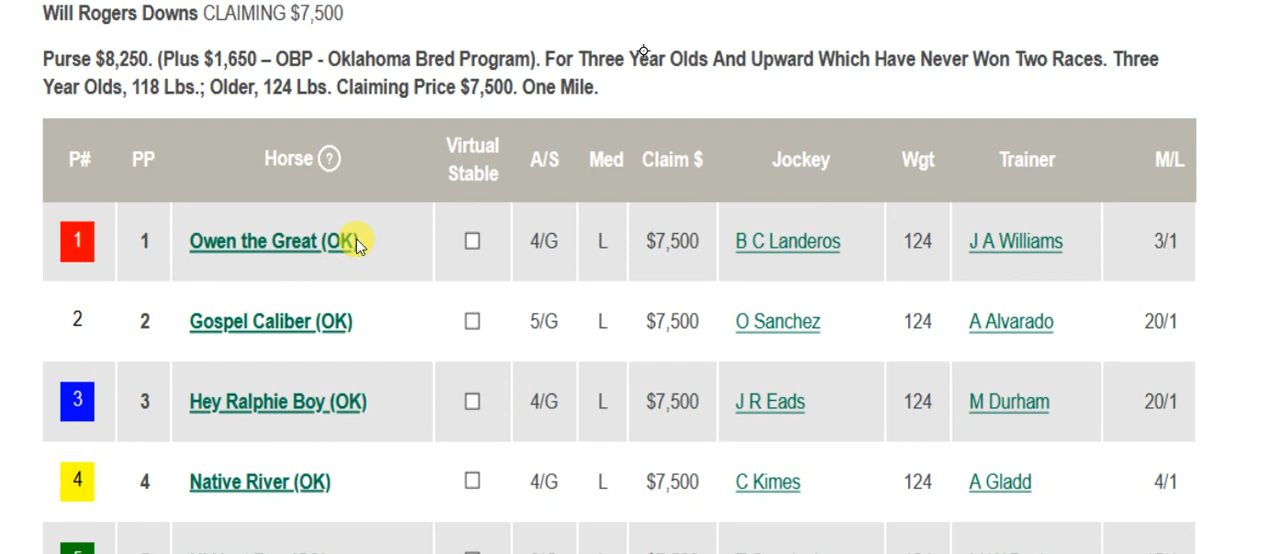 Will Rogers Downs CLAIMING $7,500
Purse $8,250. (Plus $1,650 – OBP - Oklahoma Bred Program). For Three Year Olds And Upward Which Have Never Won Two Races. Three
Year Olds, 118 Lbs.; Older, 124 Lbs. Claiming Price $7,500. One Mile.
P# PP Horse ? Virtual Stable A/S Med Claim $ Jockey Wgt Trainer M/L
1 1 Owen the Great (OK) 4/G L $7,500 B C Landeros 124 J A Williams 3/1
2 2 Gospel Caliber (OK) 5/G L $7,500 O Sanchez 124 A Alvarado 20/1
3 3 Hey Ralphie Boy (OK) 4/G L $7,500 J R Eads 124 M Durham 20/1
4 4 Native River (OK) 4/G L $7,500 C Kimes 124 A Gladd 4/1